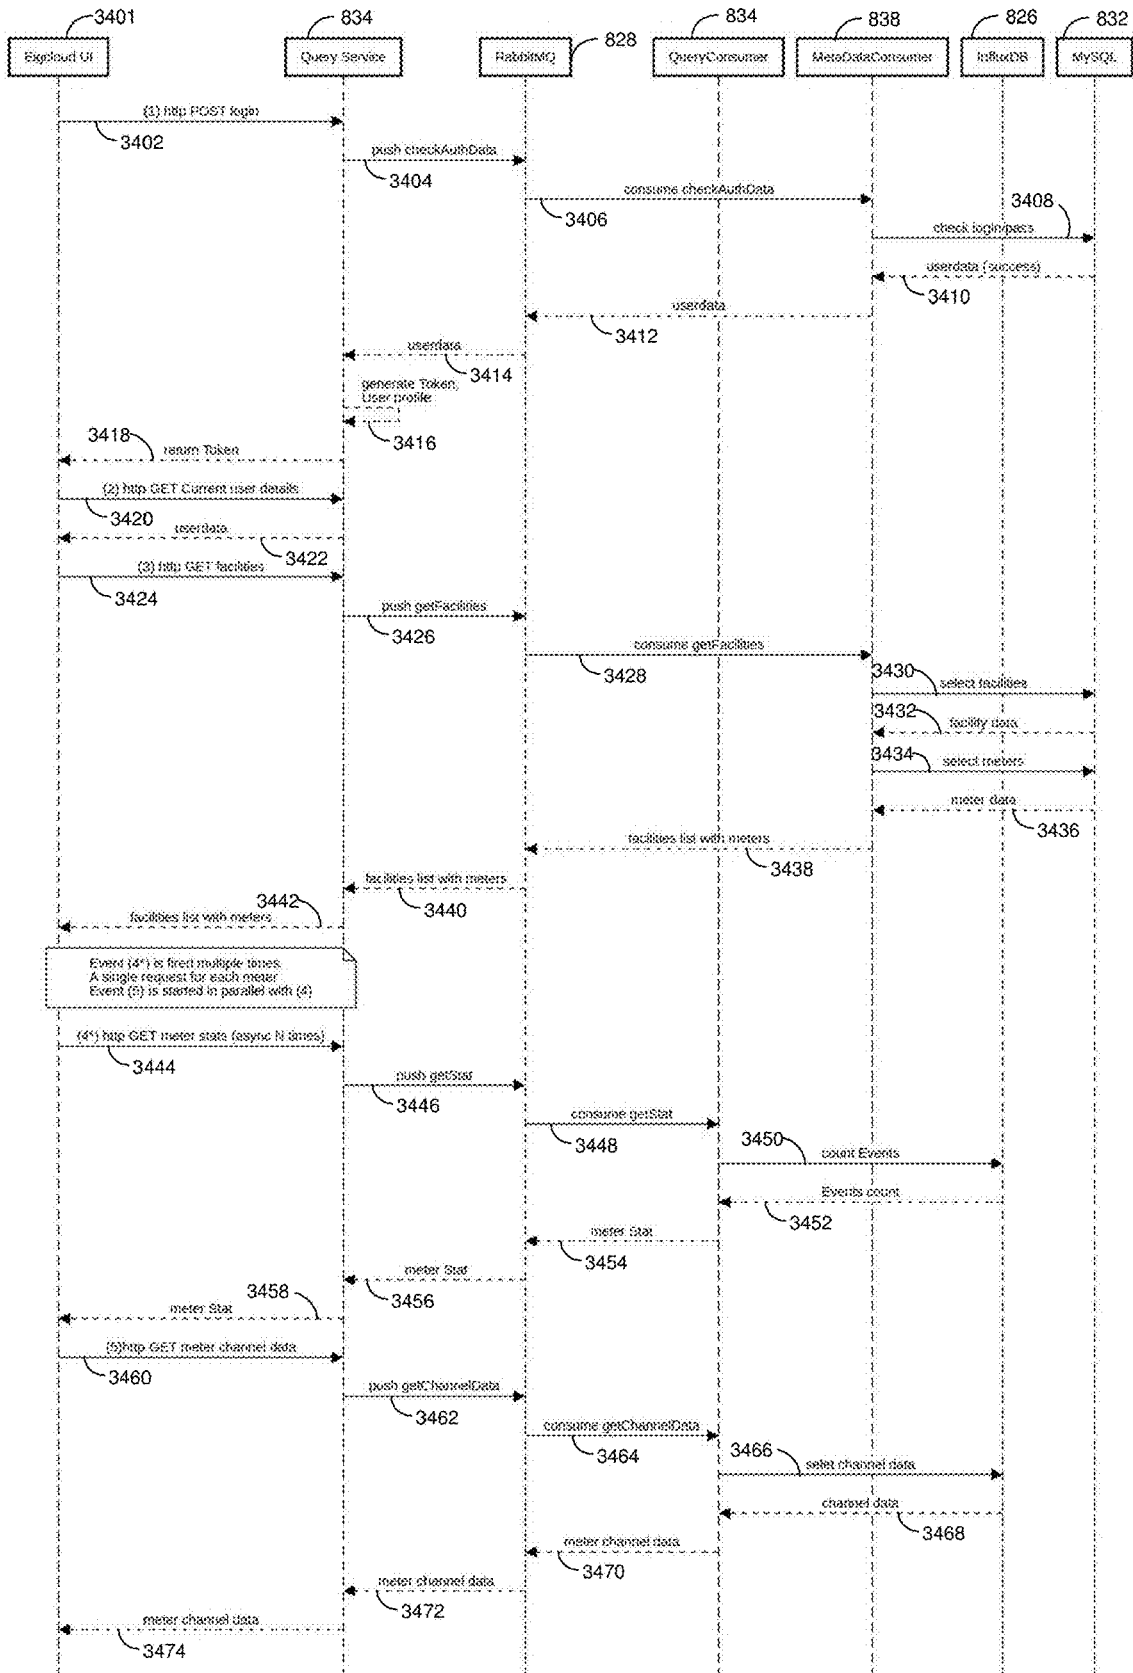 3401 834 834 838 826 832
Eigcloud UI Query Service RabbitMQ 828 QueryConsumer MetaDataConsumer InfluxDB MySQL
(1) http POST login
3402
push checkAuthData
3404
consume checkAuthData
3406
3408
check login/pass
userdata (success)
3410
userdata
3412
userdata
3414
generate Token,
User profile
3416
3418
return Token
(2) http GET Current user details
3420
userdata
3422
(3) http GET facilities
3424
push getFacilities
3426
consume getFacilities
3428
3430
select facilities
3432
facility data
3434
select meters
meter data
3436
facilities list with meters
3438
facilities list with meters
3440
3442
facilities list with meters
Event (4*) is fired multiple times
A single request for each meter
Event (5) is started in parallel with (4)
(4*) http GET meter stats (async N times)
3444
push getStat
3446
consume getStat
3448
3450
count Events
Events count
3452
meter Stat
3454
meter Stat
3456
3458
meter Stat
(5)http GET meter channel data
3460
push getChannelData
3462
consume getChannelData
3464
3466
selet channel data
channel data
3468
meter channel data
3470
meter channel data
3472
meter channel data
3474